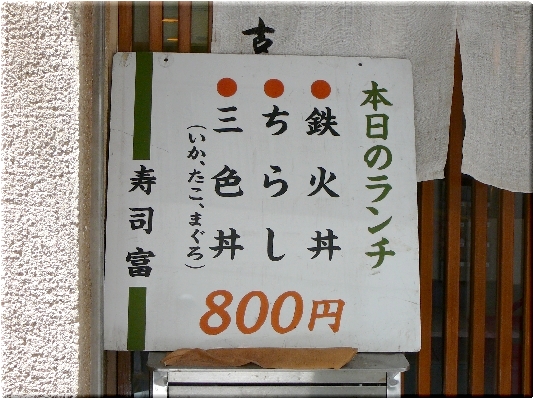 本日のランチ
鉄火丼
ちらし
三色丼
(いか、たこ、まぐろ)
800円
寿司富
吉